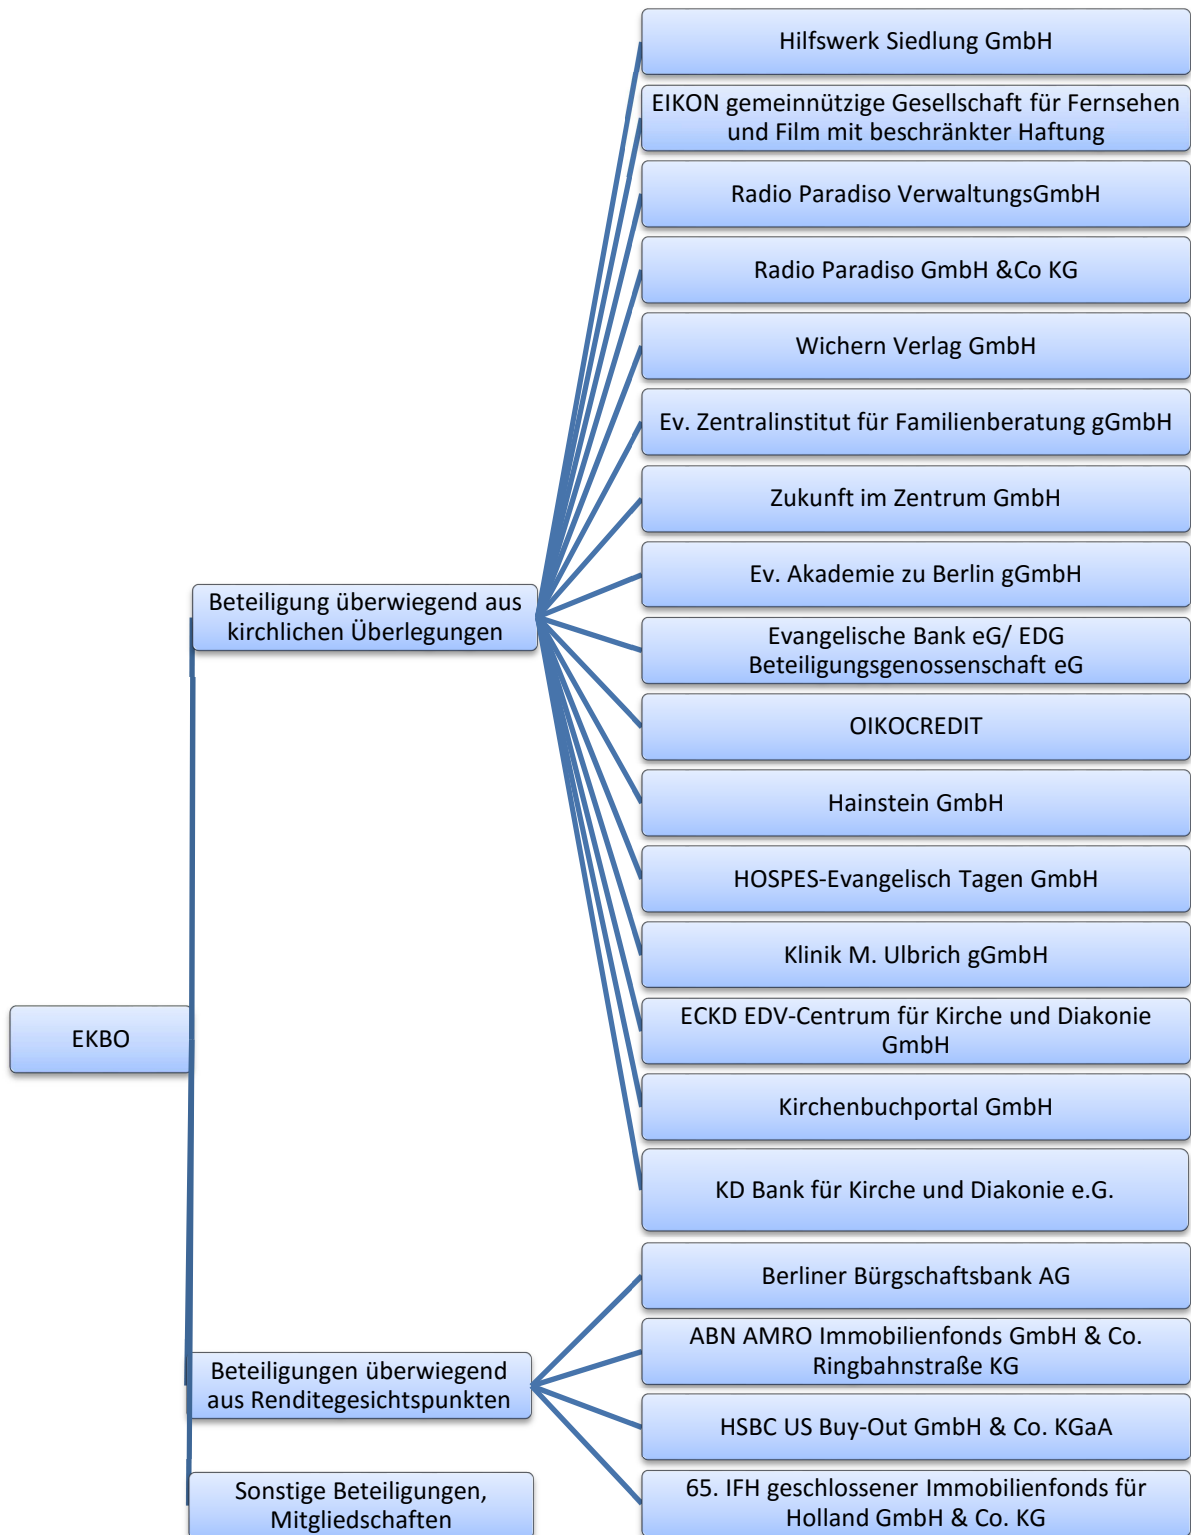 Hilfswerk Siedlung GmbH
EIKON gemeinnützige Gesellschaft für Fernsehen
und Film mit beschränkter Haftung
Radio Paradiso VerwaltungsGmbH
Radio Paradiso GmbH &Co KG
Wichern Verlag GmbH
Ev. Zentralinstitut für Familienberatung gGmbH
Zukunft im Zentrum GmbH
Ev. Akademie zu Berlin gGmbH
Beteiligung überwiegend aus
kirchlichen Überlegungen
Evangelische Bank eG/ EDG
Beteiligungsgenossenschaft eG
OIKOCREDIT
Hainstein GmbH
HOSPES-Evangelisch Tagen GmbH
Klinik M. Ulbrich gGmbH
ECKD EDV-Centrum für Kirche und Diakonie
GmbH
EKBO
Kirchenbuchportal GmbH
KD Bank für Kirche und Diakonie e.G.
Berliner Bürgschaftsbank AG
ABN AMRO Immobilienfonds GmbH & Co.
Ringbahnstraße KG
Beteiligungen überwiegend
aus Renditegesichtspunkten
HSBC US Buy-Out GmbH & Co. KGaA
65. IFH geschlossener Immobilienfonds für
Holland GmbH & Co. KG
Sonstige Beteiligungen,
Mitgliedschaften